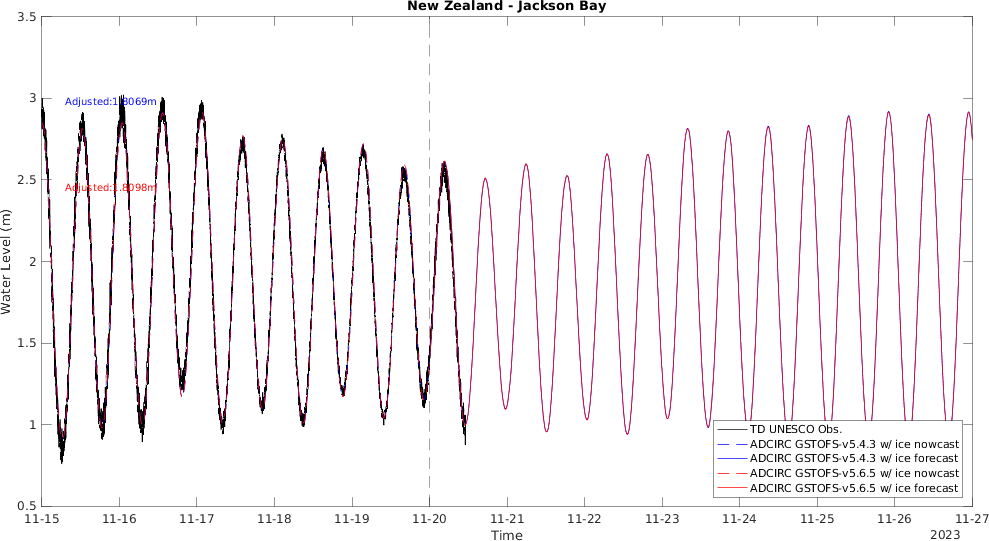 New Zealand - Jackson Bay
3.5
3
2.5
2
1.5
1
0.5
Water Level (m)
Adjusted:1.8069m
Adjusted:1.8098m
TD UNESCO Obs.
ADCIRC GSTOFS-v5.4.3 w/ ice nowcast
ADCIRC GSTOFS-v5.4.3 w/ ice forecast
ADCIRC GSTOFS-v5.6.5 w/ ice nowcast
ADCIRC GSTOFS-v5.6.5 w/ ice forecast
11-15 11-16 11-17 11-18 11-19 11-20 11-21 11-22 11-23 11-24 11-25 11-26 11-27
Time
2023